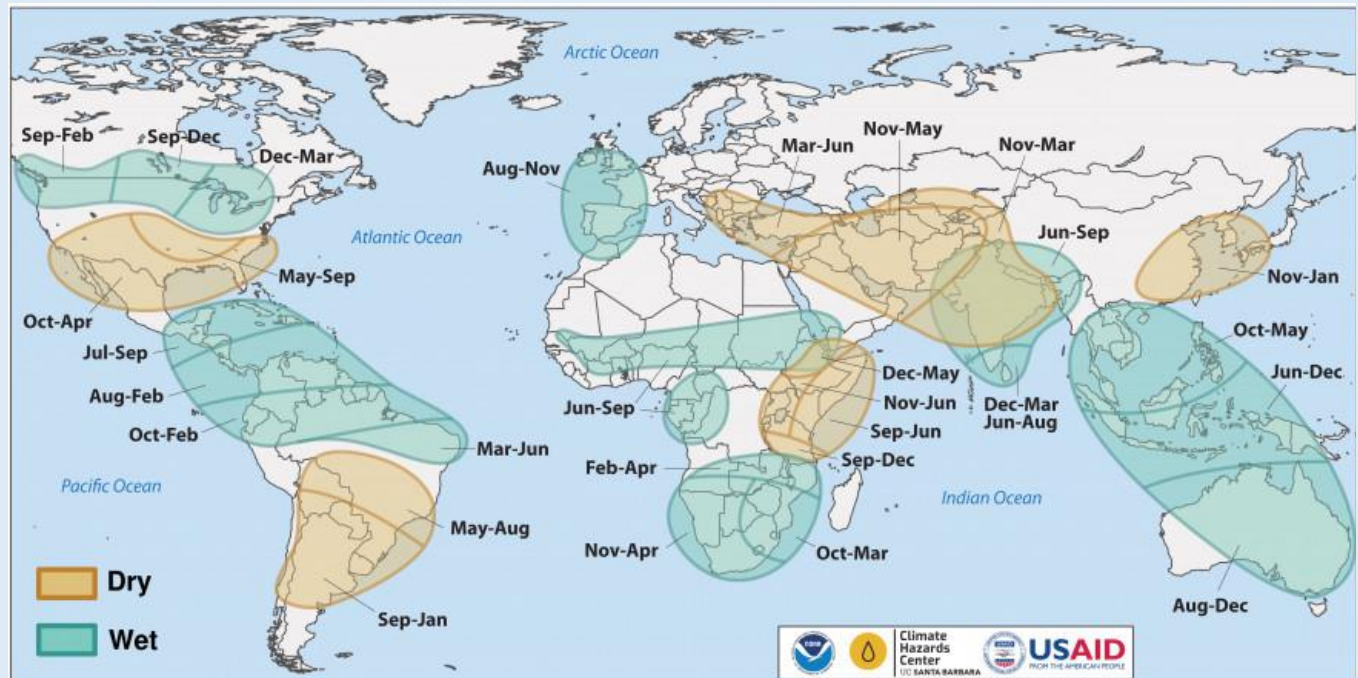 Arctic Ocean
Sep-Feb
Sep-Dec
Dec-Mar
Aug-Nov
Mar-Jun
Nov-May
Nov-Mar
Jun-Sep
Atlantic Ocean
May-Sep
Nov-Jan
Oct-Apr
Jul-Sep
Aug-Feb
Oct-Feb
Mar-Jun
Jun-Sep
Dec-May
Nov-Jun
Sep-Jun
Sep-Dec
Dec-Mar
Jun-Aug
Oct-May
Jun-Dec
Feb-Apr
Pacific Ocean
Indian Ocean
May-Aug
Nov-Apr
Oct-Mar
Sep-Jan
Aug-Dec
Dry
Wet
Climate
Hazards
Center
UC SANTA BARBARA
USAID
FROM THE AMERICAN PEOPLE